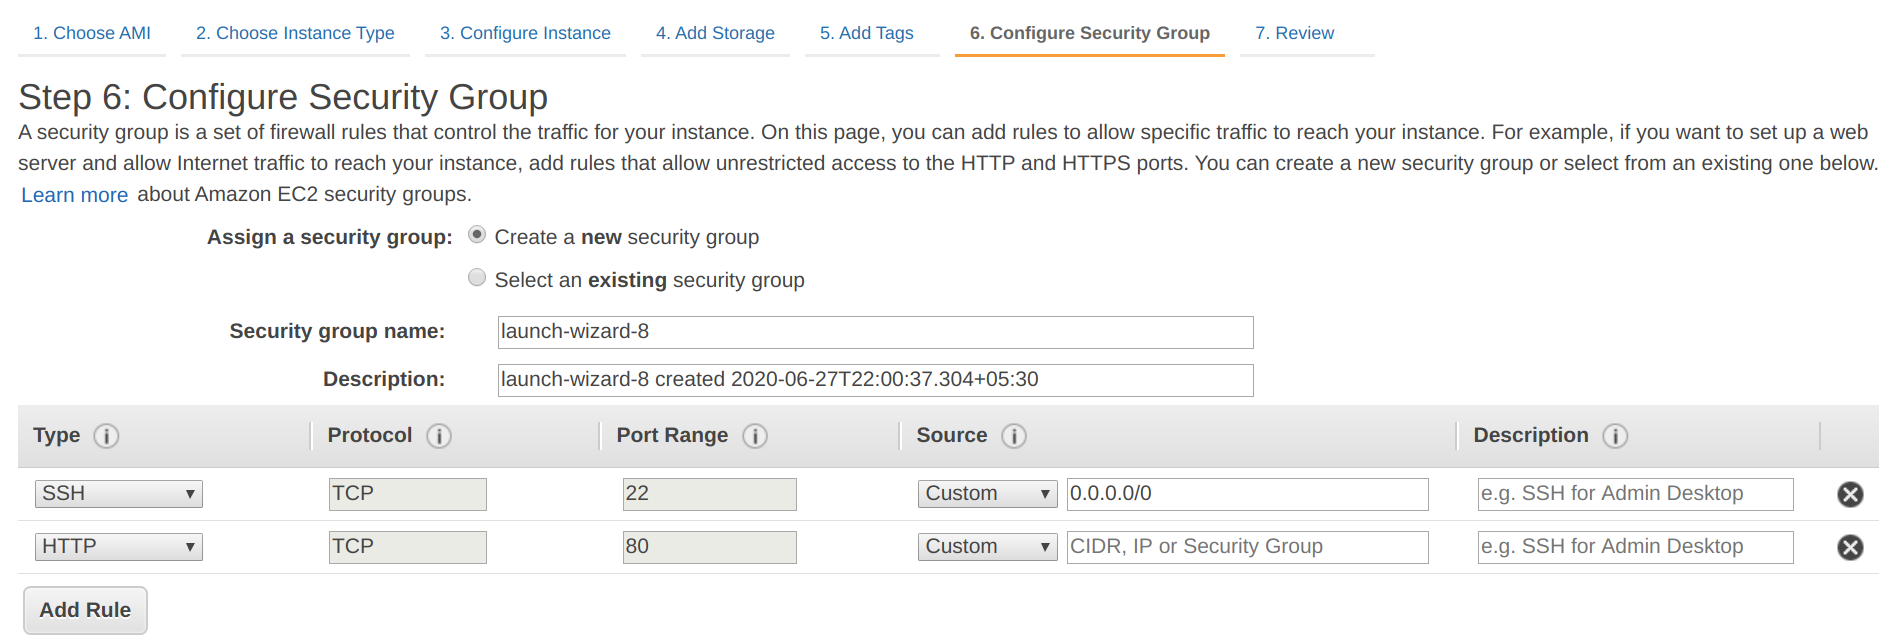 1. Choose AMI 2. Choose Instance Type 3. Configure Instance 4. Add Storage 5. Add Tags 6. Configure Security Group 7. Review
Step 6: Configure Security Group
A security group is a set of firewall rules that control the traffic for your instance. On this page, you can add rules to allow specific traffic to reach your instance. For example, if you want to set up a web
server and allow Internet traffic to reach your instance, add rules that allow unrestricted access to the HTTP and HTTPS ports. You can create a new security group or select from an existing one below.
Learn more about Amazon EC2 security groups.
Assign a security group: Create a new security group
Select an existing security group
Security group name: launch-wizard-8
Description: launch-wizard-8 created 2020-06-27T22:00:37.304+05:30
Type i Protocol i Port Range i Source i Description i
SSH TCP 22 Custom 0.0.0.0/0 e.g. SSH for Admin Desktop
HTTP TCP 80 Custom CIDR, IP or Security Group e.g. SSH for Admin Desktop
Add Rule